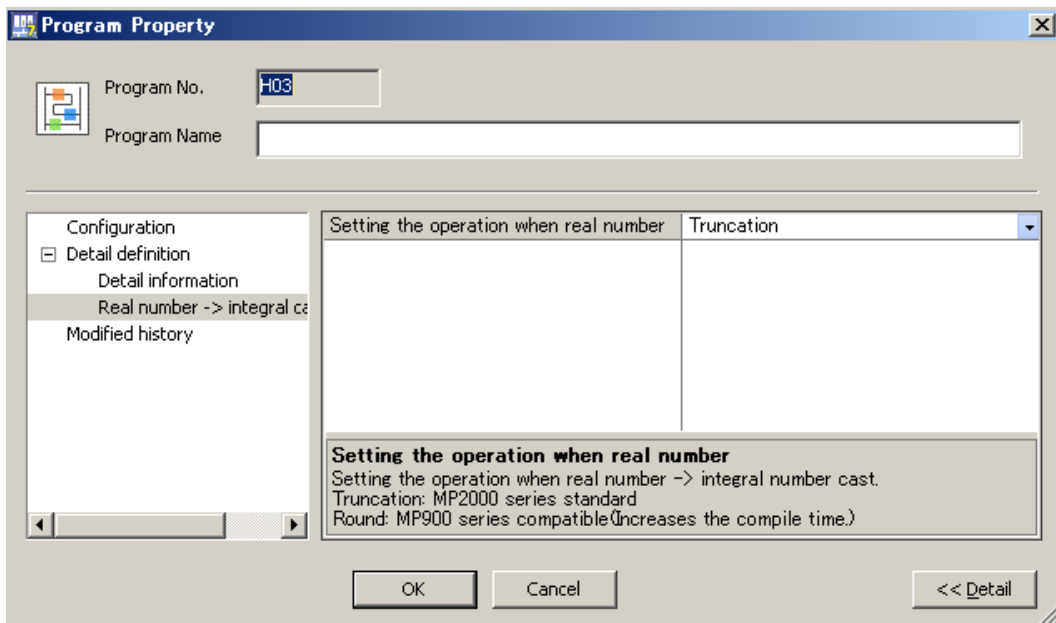 Program Property
Program No.
H03
Program Name
Configuration
Detail definition
Detail information
Real number -> integral ca
Modified history
Setting the operation when real number
Truncation
Setting the operation when real number
Setting the operation when real number -> integral number cast.
Truncation: MP2000 series standard
Round: MP900 series compatible(Increases the compile time.)
OK
Cancel
<< Detail